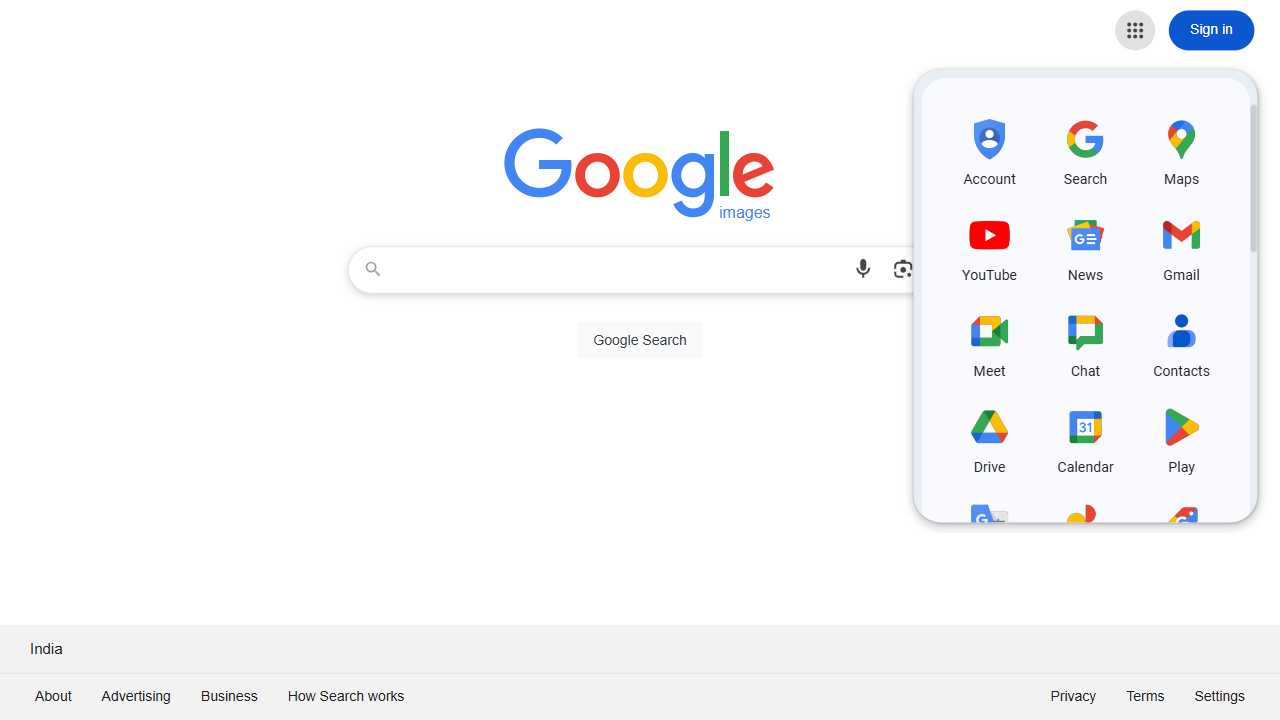 Sign in
Google
images
Google Search
Account Search Maps
YouTube News Gmail
Meet Chat Contacts
31
Drive Calendar Play
India
About Advertising Business How Search works
Privacy Terms Settings